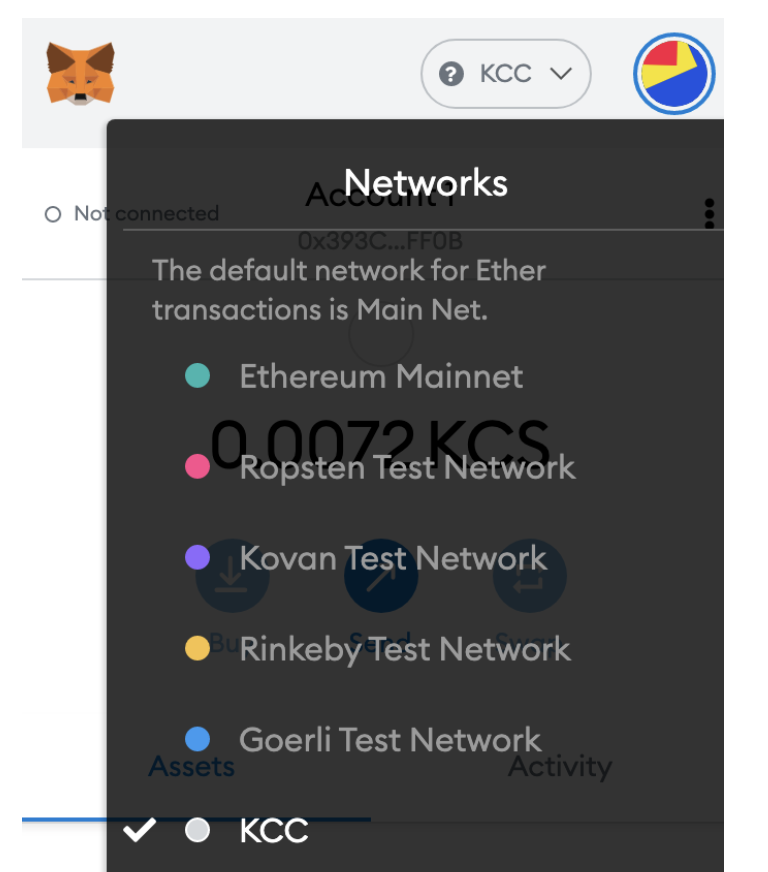 KCC
Networks
Account 1
Not connected
0x393C...FF0B
The default network for Ether
transactions is Main Net.
Ethereum Mainnet
0.0072 KCS
Ropsten Test Network
Kovan Test Network
Buy
Send
Swap
Rinkeby Test Network
Goerli Test Network
Assets
Activity
KCC